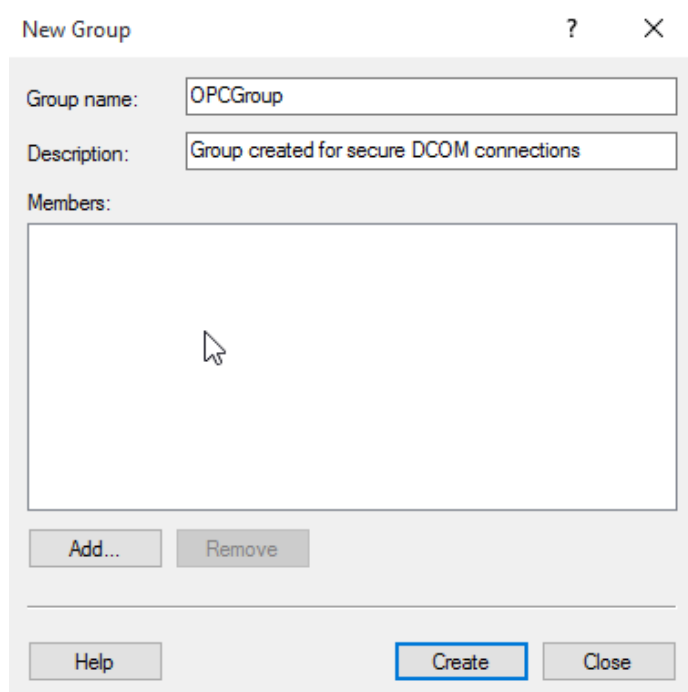 New Group
?
Group name: OPCGroup
Description: Group created for secure DCOM connections
Members:
Add... Remove
Help Create Close